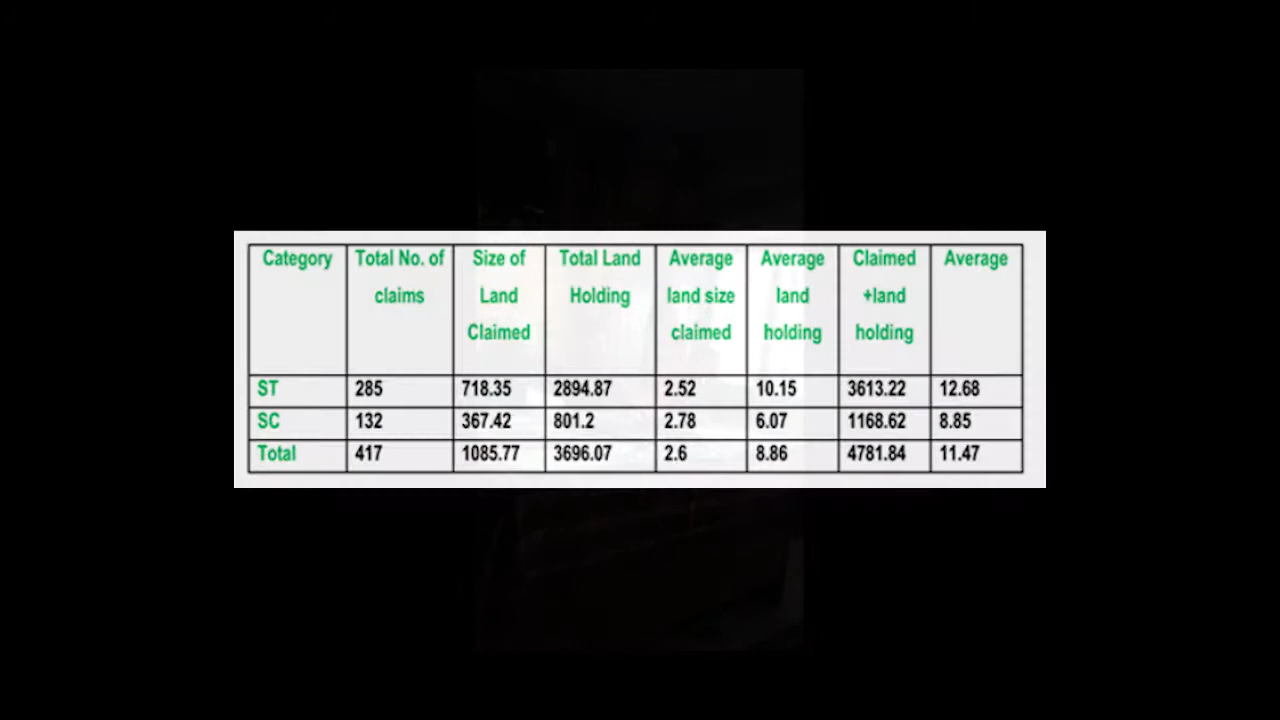 Category Total No. of claims Size of Land Claimed Total Land Holding Average land size claimed Average land holding Claimed +land holding Average
ST 285 718.35 2894.87 2.52 10.15 3613.22 12.68
SC 132 367.42 801.2 2.78 6.07 1168.62 8.85
Total 417 1085.77 3696.07 2.6 8.86 4781.84 11.47